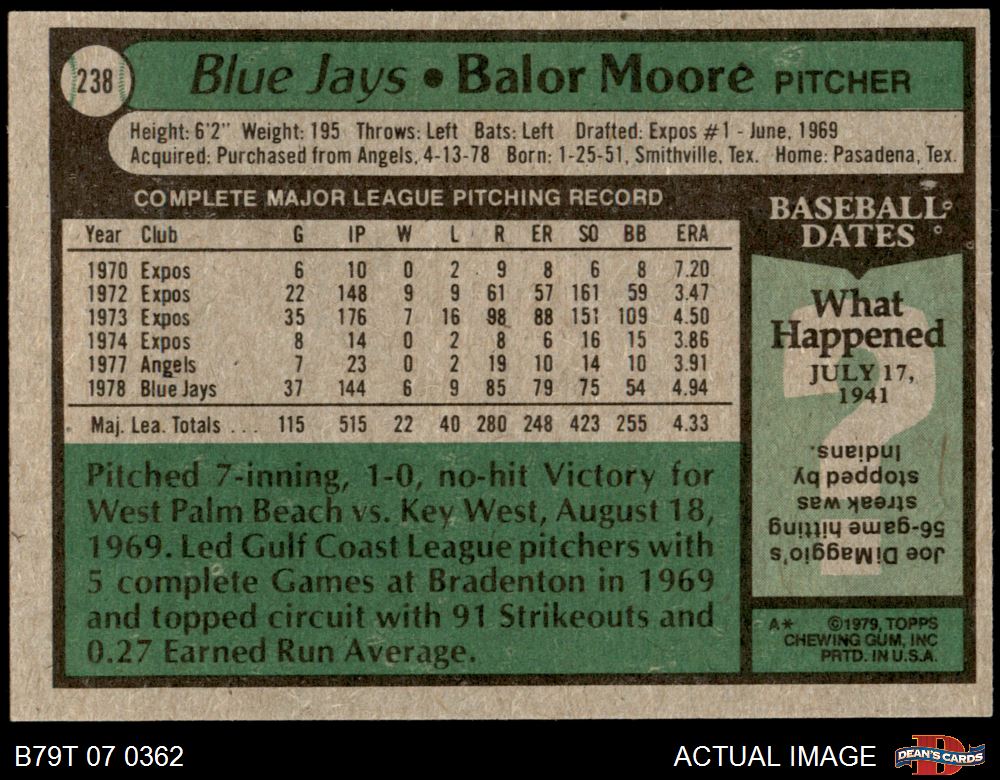 238
Blue Jays • Balor Moore PITCHER
Height: 6'2" Weight: 195 Throws: Left Bats: Left Drafted: Expos #1 - June, 1969
Acquired: Purchased from Angels, 4-13-78 Born: 1-25-51, Smithville, Tex. Home: Pasadena, Tex.
COMPLETE MAJOR LEAGUE PITCHING RECORD
Year Club G IP W L R ER SO BB ERA
1970 Expos 6 10 0 2 9 8 6 8 7.20
1972 Expos 22 148 9 9 61 57 161 59 3.47
1973 Expos 35 176 7 16 98 88 151 109 4.50
1974 Expos 8 14 0 2 8 6 16 15 3.86
1977 Angels 7 23 0 2 19 10 14 10 3.91
1978 Blue Jays 37 144 6 9 85 79 75 54 4.94
Maj. Lea. Totals ... 115 515 22 40 280 248 423 255 4.33
Pitched 7-inning, 1-0, no-hit Victory for
West Palm Beach vs. Key West, August 18,
1969. Led Gulf Coast League pitchers with
5 complete Games at Bradenton in 1969
and topped circuit with 91 Strikeouts and
0.27 Earned Run Average.
BASEBALL
DATES
What
Happened
JULY 17,
1941
Joe DiMaggio's
56-game hitting
streak was
stopped by
Indians.
A* ©1979, TOPPS
CHEWING GUM, INC
PRTD. IN U.S.A.
B79T 07 0362
ACTUAL IMAGE
DEAN'S CARDS